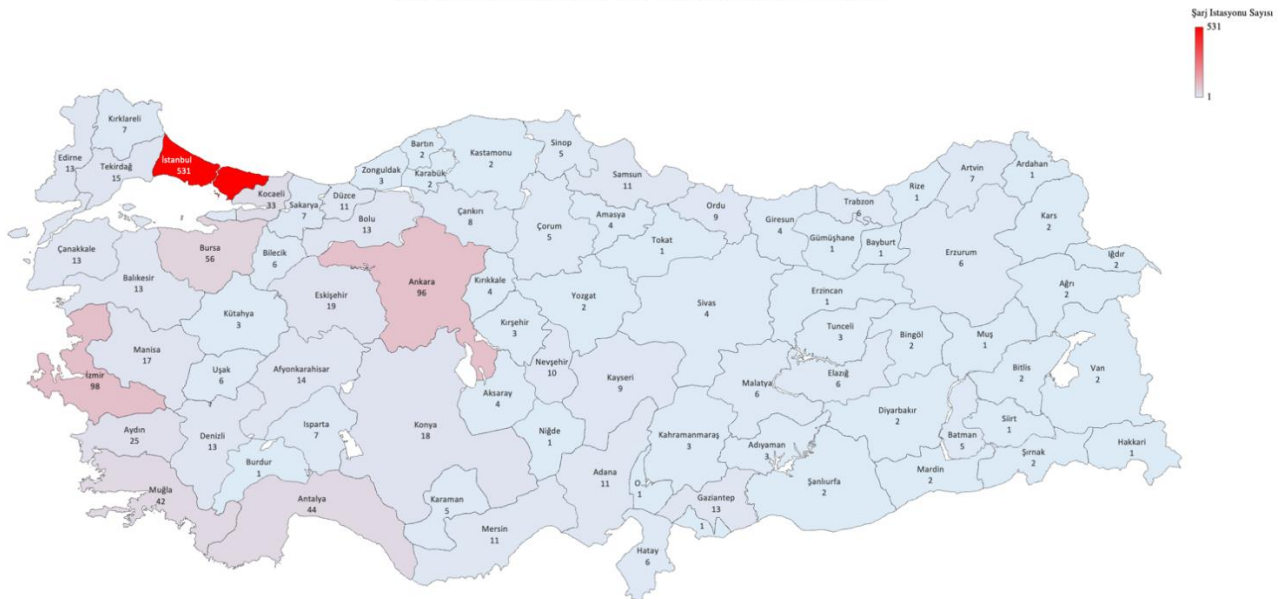 Şarj Istasyonu Sayısı
531
1
Kırklareli
7
Edirne
13
Tekirdağ
15
İstanbul
531
Kocaeli
33
Sakarya
7
Düzce
11
Zonguldak
3
Bartın
2
Karabük
2
Kastamonu
2
Sinop
5
Samsun
11
Bolu
13
Çankırı
8
Çorum
5
Amasya
4
Ordu
9
Tokat
1
Giresun
4
Trabzon
6
Gümüşhane
1
Bayburt
1
Rize
1
Artvin
7
Ardahan
1
Kars
2
Iğdır
2
Ağrı
2
Erzurum
6
Erzincan
1
Çanakkale
13
Balıkesir
13
Bursa
56
Bilecik
6
Kütahya
3
Eskişehir
19
Ankara
96
Kırıkkale
4
Kırşehir
3
Yozgat
2
Sivas
4
Tunceli
3
Bingöl
2
Muş
1
Bitlis
2
Van
2
Elazığ
6
Malatya
6
İzmir
98
Manisa
17
Uşak
6
Afyonkarahisar
14
Nevşehir
10
Kayseri
9
Aksaray
4
Konya
18
Niğde
1
Kahramanmaraş
3
Adıyaman
3
Diyarbakır
2
Batman
5
Siirt
1
Şırnak
2
Hakkari
1
Mardin
2
Şanlıurfa
2
Aydın
25
Denizli
13
Isparta
7
Burdur
1
Muğla
42
Antalya
44
Karaman
5
Mersin
11
Adana
11
O...
1
Gaziantep
13
1
Hatay
6